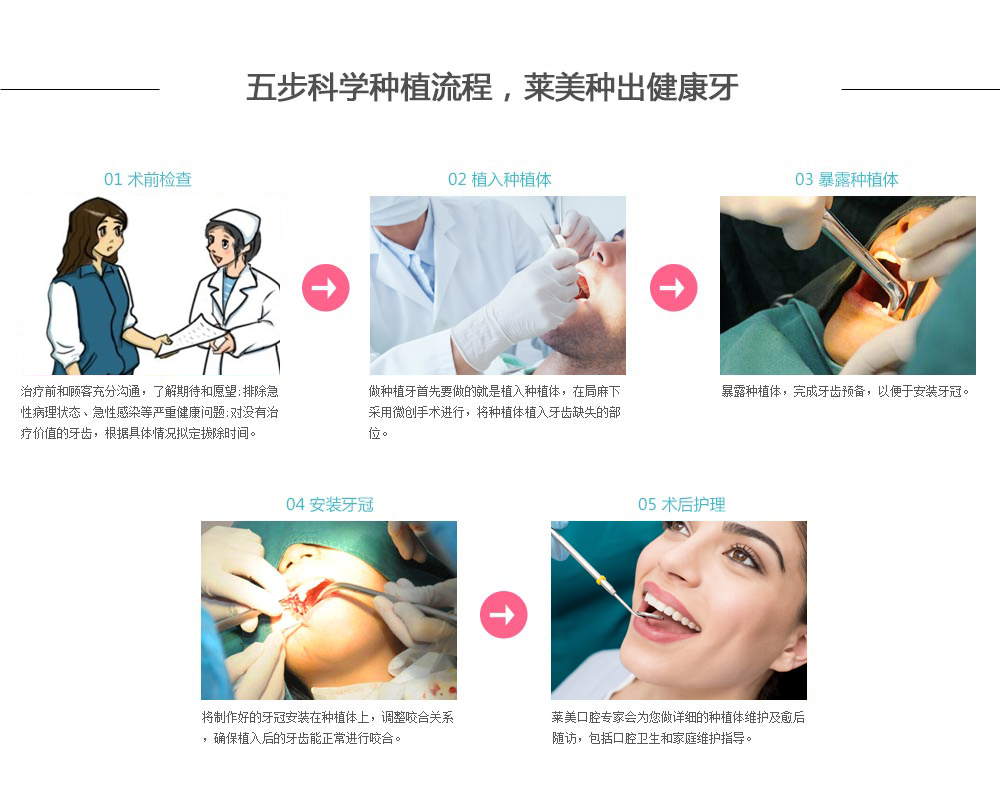 五步科学种植流程，莱美种出健康牙
01 术前检查
02 植入种植体
03 暴露种植体
治疗前和顾客充分沟通，了解期待和愿望;排除急
性病理状态、急性感染等严重健康问题;对没有治
疗价值的牙齿，根据具体情况拟定拔除时间。
做种植牙首先要做的就是植入种植体，在局麻下
采用微创手术进行，将种植体植入牙齿缺失的部
位。
暴露种植体，完成牙齿预备，以便于安装牙冠。
04 安装牙冠
05 术后护理
将制作好的牙冠安装在种植体上，调整咬合关系
，确保植入后的牙齿能正常进行咬合。
莱美口腔专家会为您做详细的种植体维护及愈后
随访，包括口腔卫生和家庭维护指导。